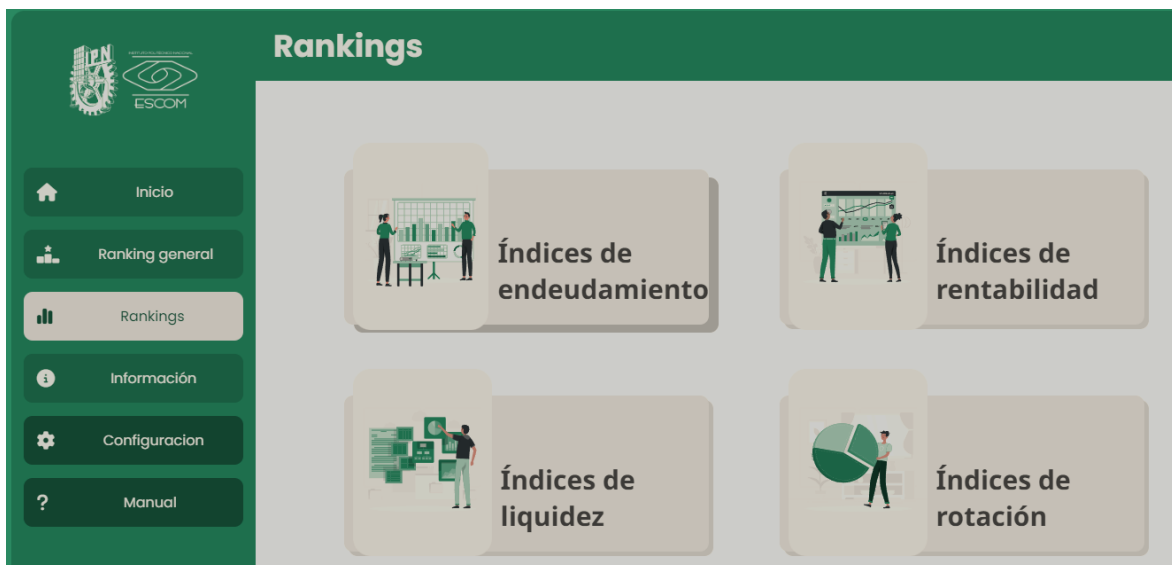 Rankings
IPN
ESCOM
Inicio
Ranking general
Rankings
Información
Configuracion
Manual
Índices de
endeudamiento
Índices de
rentabilidad
Índices de
liquidez
Índices de
rotación